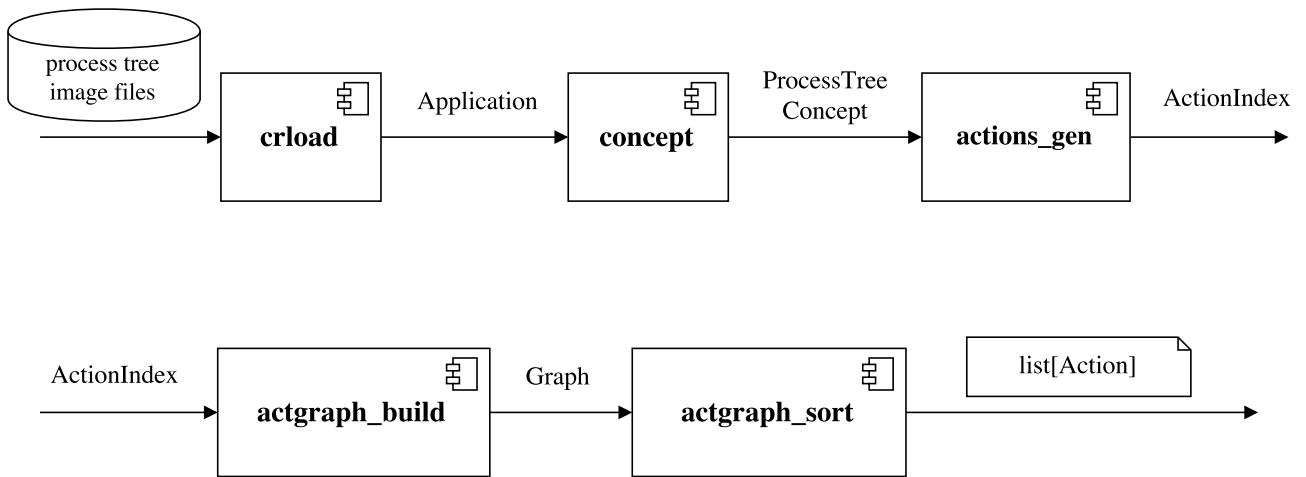 process tree
image files
crload
Application
concept
ProcessTree
Concept
actions_gen
ActionIndex
ActionIndex
actgraph_build
Graph
actgraph_sort
list[Action]